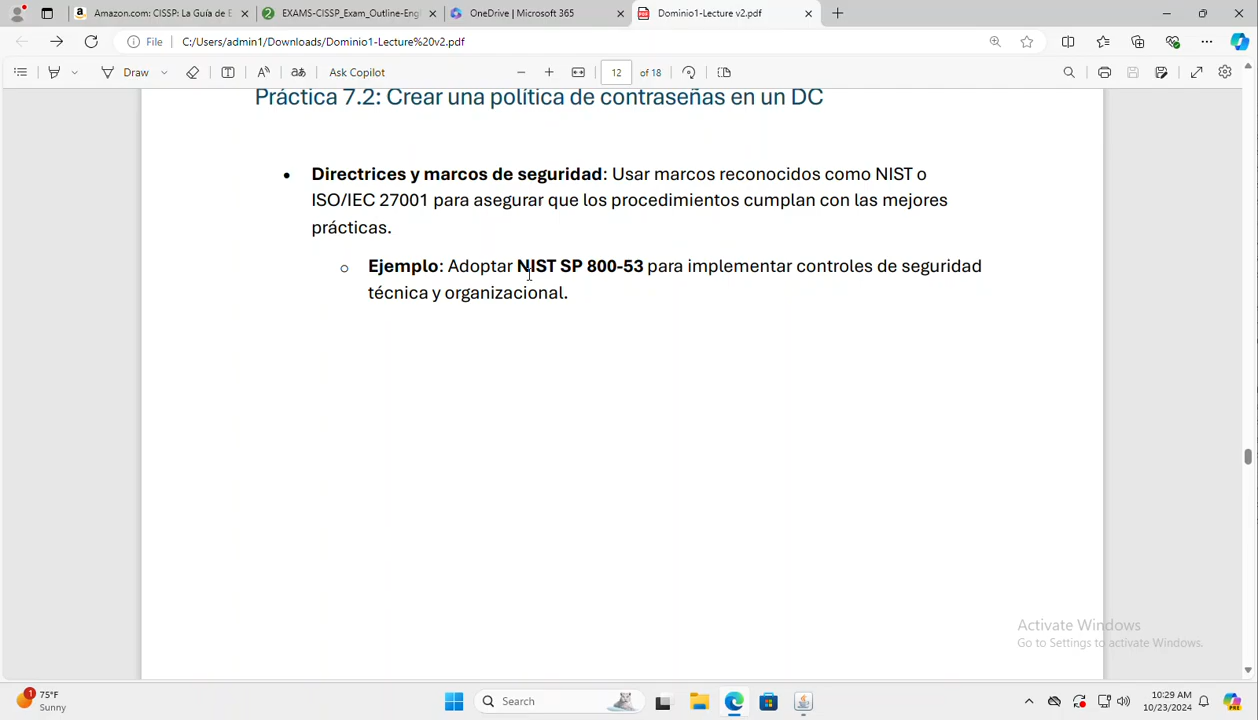 Amazon.com: CISSP: La Guía de E
EXAMS-CISSP_Exam_Outline-Engl
OneDrive | Microsoft 365
Dominio1-Lecture v2.pdf
File
C:/Users/admin1/Downloads/Dominio1-Lecture%20v2.pdf
Draw
Ask Copilot
12 of 18
Práctica 7.2: Crear una política de contraseñas en un DC
• Directrices y marcos de seguridad: Usar marcos reconocidos como NIST o
ISO/IEC 27001 para asegurar que los procedimientos cumplan con las mejores
prácticas.
o Ejemplo: Adoptar NIST SP 800-53 para implementar controles de seguridad
técnica y organizacional.
Activate Windows
Go to Settings to activate Windows.
1
75°F
Sunny
Search
10:29 AM
10/23/2024